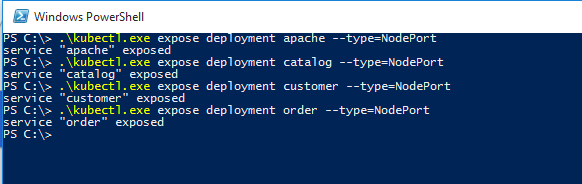 Windows PowerShell
PS C:\> .\kubectl.exe expose deployment apache --type=NodePort
service "apache" exposed
PS C:\> .\kubectl.exe expose deployment catalog --type=NodePort
service "catalog" exposed
PS C:\> .\kubectl.exe expose deployment customer --type=NodePort
service "customer" exposed
PS C:\> .\kubectl.exe expose deployment order --type=NodePort
service "order" exposed
PS C:\>